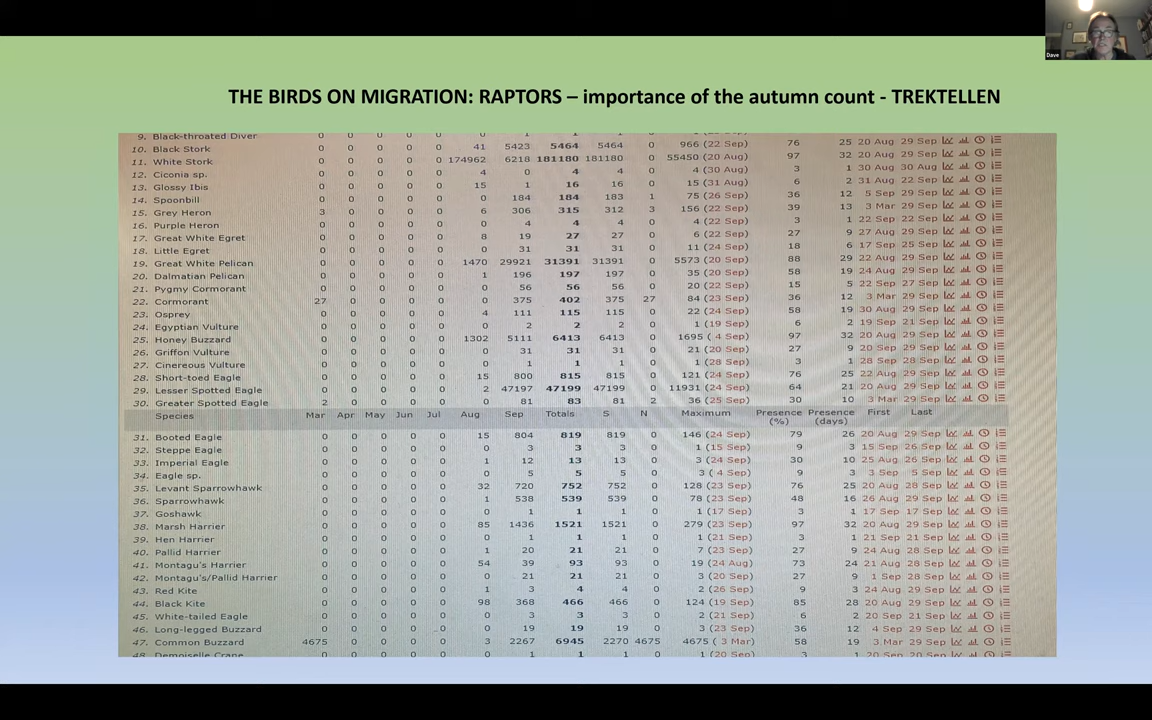 Dave
THE BIRDS ON MIGRATION: RAPTORS – importance of the autumn count - TREKTELLEN
9. Black-throated Diver 0 0 0 0 0 0 1 1 1 0
10. Black Stork 0 0 0 0 0 41 5423 5464 5464 0 966 (22 Sep) 76 25 20 Aug 29 Sep
11. White Stork 0 0 0 0 0 174962 6218 181180 181180 0 55450 (20 Aug) 97 32 20 Aug 29 Sep
12. Ciconia sp. 0 0 0 0 0 4 0 4 4 0 4 (30 Aug) 3 1 30 Aug 30 Aug
13. Glossy Ibis 0 0 0 0 0 15 1 16 16 0 15 (31 Aug) 6 2 31 Aug 22 Sep
14. Spoonbill 0 0 0 0 0 0 184 184 183 1 75 (26 Sep) 36 12 5 Sep 29 Sep
15. Grey Heron 3 0 0 0 0 6 306 315 312 3 156 (22 Sep) 39 13 3 Mar 29 Sep
16. Purple Heron 0 0 0 0 0 0 4 4 4 0 4 (22 Sep) 3 1 22 Sep 22 Sep
17. Great White Egret 0 0 0 0 0 8 19 27 27 0 6 (22 Sep) 27 9 27 Aug 29 Sep
18. Little Egret 0 0 0 0 0 0 31 31 31 0 11 (24 Sep) 18 6 17 Sep 25 Sep
19. Great White Pelican 0 0 0 0 0 1470 29921 31391 31391 0 5573 (20 Sep) 88 29 22 Aug 29 Sep
20. Dalmatian Pelican 0 0 0 0 0 1 196 197 197 0 35 (20 Sep) 58 19 24 Aug 29 Sep
21. Pygmy Cormorant 0 0 0 0 0 0 56 56 56 0 20 (22 Sep) 15 5 22 Sep 27 Sep
22. Cormorant 27 0 0 0 0 0 375 402 375 27 84 (23 Sep) 36 12 3 Mar 29 Sep
23. Osprey 0 0 0 0 0 4 111 115 115 0 22 (24 Sep) 58 19 30 Aug 29 Sep
24. Egyptian Vulture 0 0 0 0 0 0 2 2 2 0 1 (19 Sep) 6 2 19 Sep 21 Sep
25. Honey Buzzard 0 0 0 0 0 1302 5111 6413 6413 0 1695 ( 4 Sep) 97 32 20 Aug 29 Sep
26. Griffon Vulture 0 0 0 0 0 0 31 31 31 0 21 (20 Sep) 27 9 20 Sep 29 Sep
27. Cinereous Vulture 0 0 0 0 0 0 1 1 1 0 1 (28 Sep) 3 1 28 Sep 28 Sep
28. Short-toed Eagle 0 0 0 0 0 15 800 815 815 0 121 (24 Sep) 76 25 22 Aug 29 Sep
29. Lesser Spotted Eagle 0 0 0 0 0 2 47197 47199 47199 0 11931 (24 Sep) 64 21 20 Aug 29 Sep
30. Greater Spotted Eagle 2 0 0 0 0 0 81 83 81 2 36 (25 Sep) 30 10 3 Mar 29 Sep
Species Mar Apr May Jun Jul Aug Sep Totals S N Maximum Presence (%) Presence (days) First Last
31. Booted Eagle 0 0 0 0 0 15 804 819 819 0 146 (24 Sep) 79 26 20 Aug 29 Sep
32. Steppe Eagle 0 0 0 0 0 0 3 3 3 0 1 (15 Sep) 9 3 15 Sep 26 Sep
33. Imperial Eagle 0 0 0 0 0 1 12 13 13 0 3 (24 Sep) 30 10 25 Aug 26 Sep
34. Eagle sp. 0 0 0 0 0 0 5 5 5 0 3 ( 4 Sep) 9 3 3 Sep 5 Sep
35. Levant Sparrowhawk 0 0 0 0 0 32 720 752 752 0 128 (23 Sep) 76 25 20 Aug 28 Sep
36. Sparrowhawk 0 0 0 0 0 1 538 539 539 0 78 (23 Sep) 48 16 26 Aug 29 Sep
37. Goshawk 0 0 0 0 0 0 1 1 1 0 1 (17 Sep) 3 1 17 Sep 17 Sep
38. Marsh Harrier 0 0 0 0 0 85 1436 1521 1521 0 279 (23 Sep) 97 32 20 Aug 29 Sep
39. Hen Harrier 0 0 0 0 0 0 1 1 1 0 1 (21 Sep) 3 1 21 Sep 21 Sep
40. Pallid Harrier 0 0 0 0 0 1 20 21 21 0 7 (23 Sep) 27 9 24 Aug 28 Sep
41. Montagu's Harrier 0 0 0 0 0 54 39 93 93 0 19 (24 Aug) 73 24 21 Aug 28 Sep
42. Montagu's/Pallid Harrier 0 0 0 0 0 0 21 21 21 0 3 (20 Sep) 27 9 1 Sep 28 Sep
43. Red Kite 0 0 0 0 0 1 3 4 4 0 2 (26 Sep) 9 3 24 Aug 29 Sep
44. Black Kite 0 0 0 0 0 98 368 466 466 0 124 (19 Sep) 85 28 20 Aug 29 Sep
45. White-tailed Eagle 0 0 0 0 0 0 3 3 3 0 2 (21 Sep) 6 2 20 Sep 21 Sep
46. Long-legged Buzzard 0 0 0 0 0 0 19 19 19 0 3 (23 Sep) 36 12 4 Sep 29 Sep
47. Common Buzzard 4675 0 0 0 0 3 2267 6945 2270 4675 4675 ( 3 Mar) 58 19 3 Mar 29 Sep
48. Demoiselle Crane 0 0 0 0 0 0 1 1 1 0 1 (20 Sep) 3 1 20 Sep 20 Sep